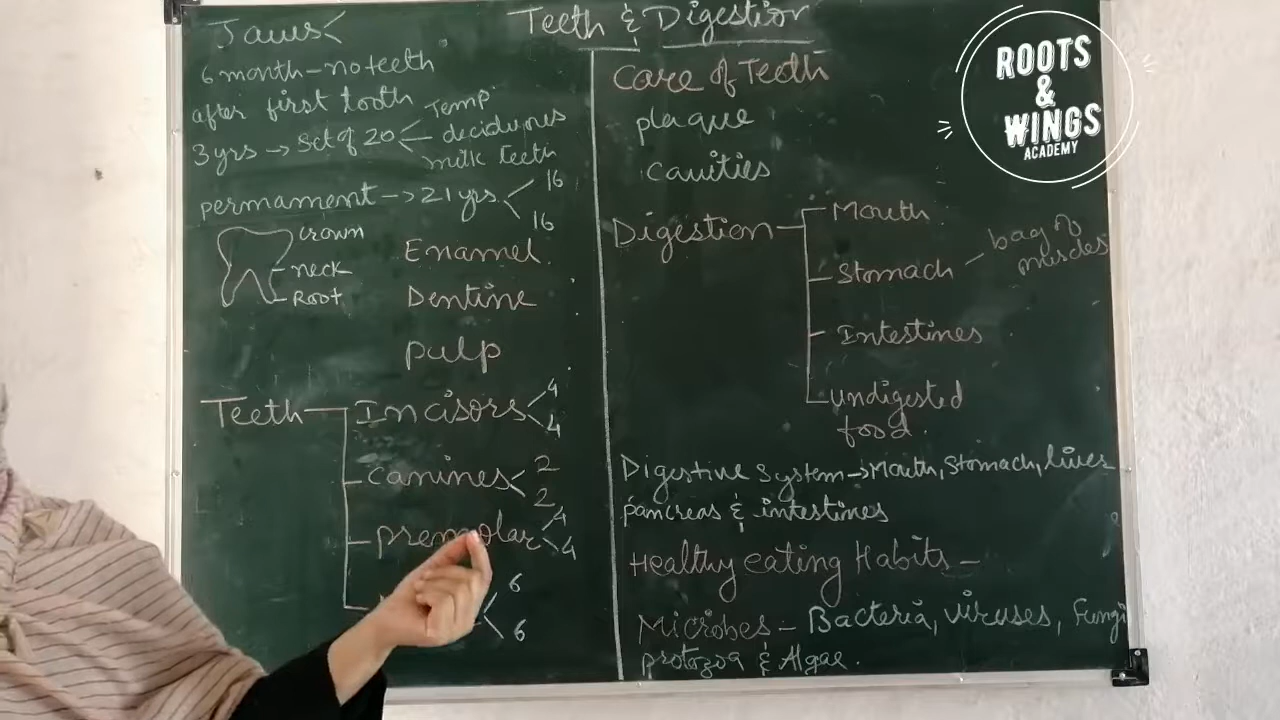 Teeth & Digestion
Jaws <
6 month - no teeth
after first tooth
3 yrs → Set of 20 < Temp
deciduous
milk teeth
permament → 21 yrs < 16
16
crown
neck
Root
Enamel
Dentine
pulp
Teeth
Incisors < 4
4
canines < 2
2
premolar < 4
4
< 6
6
Care of Teeth
plaque
cavities
Digestion
Mouth
Stomach - bag of muscles
Intestines
undigested
food.
Digestive System → Mouth, Stomach, liver
pancreas & intestines
Healthy eating Habits -
Microbes - Bacteria, viruses, Fungi
protozoa & Algae.
ROOTS
&
WINGS
ACADEMY